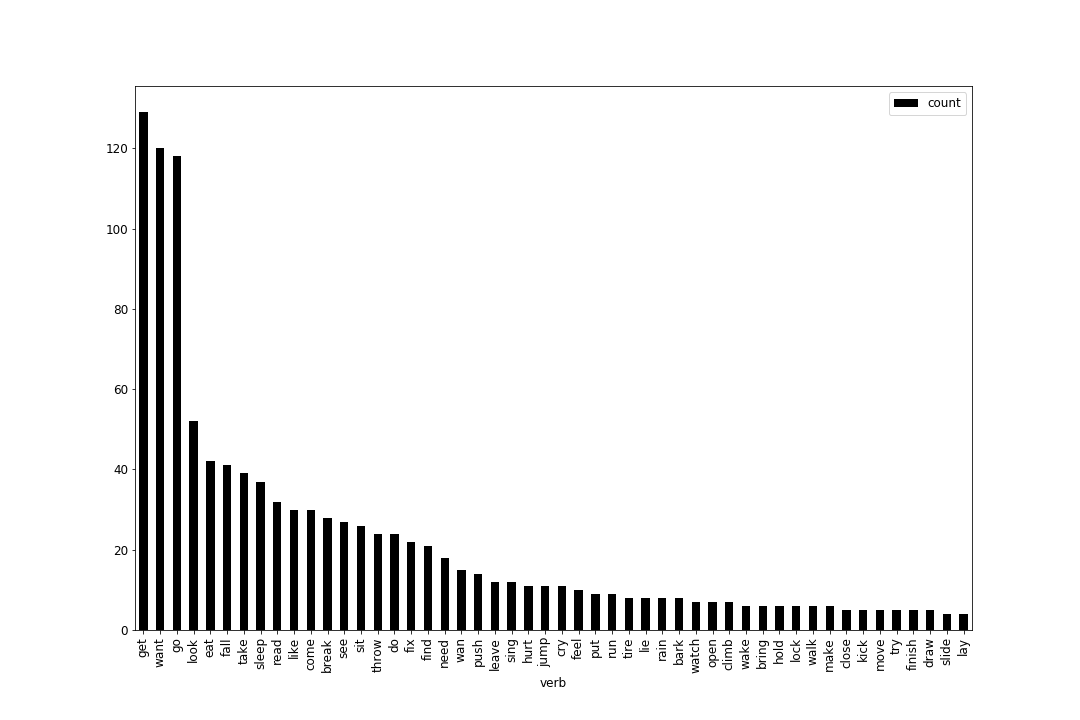 count
120
100
80
60
40
20
0
get want go look eat fall take sleep read like come break see sit throw do fix find need wan push leave sing hurt jump cry feel put run tire lie rain bark watch open climb wake bring hold lock walk make close kick move try finish draw slide lay
verb